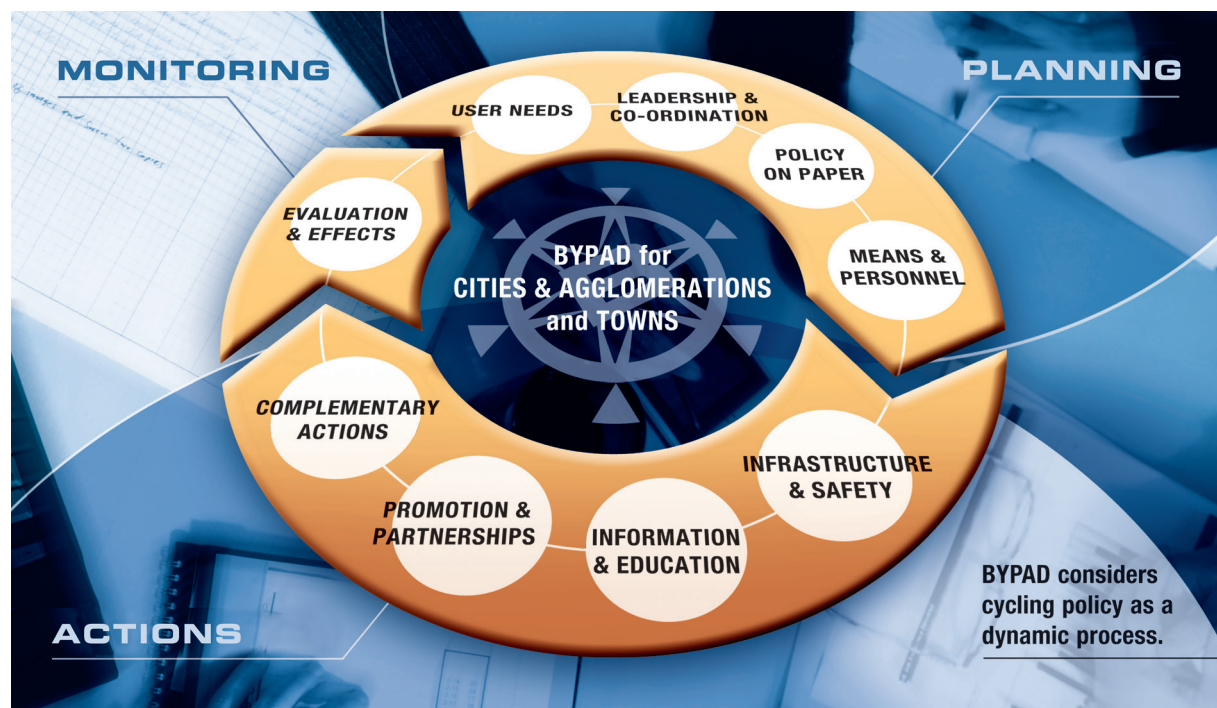 MONITORING
PLANNING
USER NEEDS
LEADERSHIP &
CO-ORDINATION
POLICY
ON PAPER
MEANS &
PERSONNEL
EVALUATION
& EFFECTS
BYPAD for
CITIES & AGGLOMERATIONS
and TOWNS
COMPLEMENTARY
ACTIONS
PROMOTION &
PARTNERSHIPS
INFORMATION
& EDUCATION
INFRASTRUCTURE
& SAFETY
ACTIONS
BYPAD considers
cycling policy as a
dynamic process.